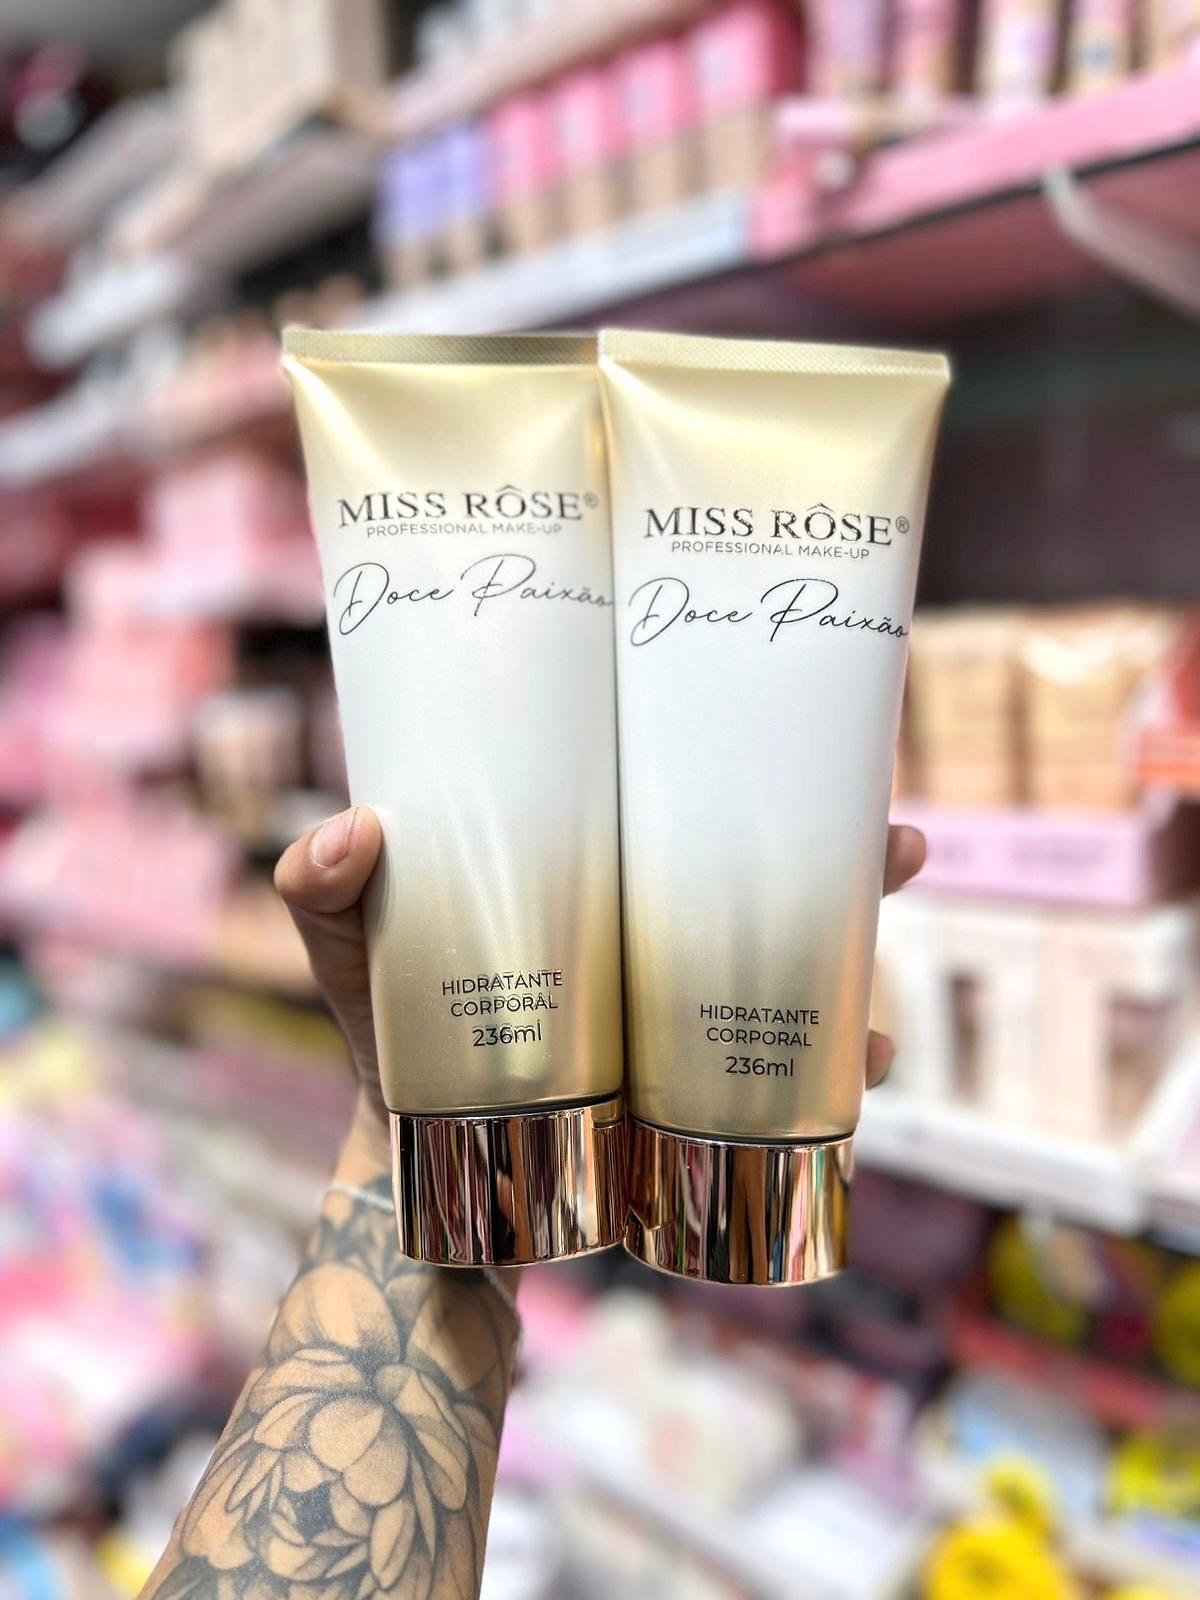 MISS RÔSE®
PROFESSIONAL MAKE-UP
Doce Paixão
HIDRATANTE
CORPORAL
236ml
MISS RÔSE®
PROFESSIONAL MAKE-UP
Doce Paixão
HIDRATANTE
CORPORAL
236ml